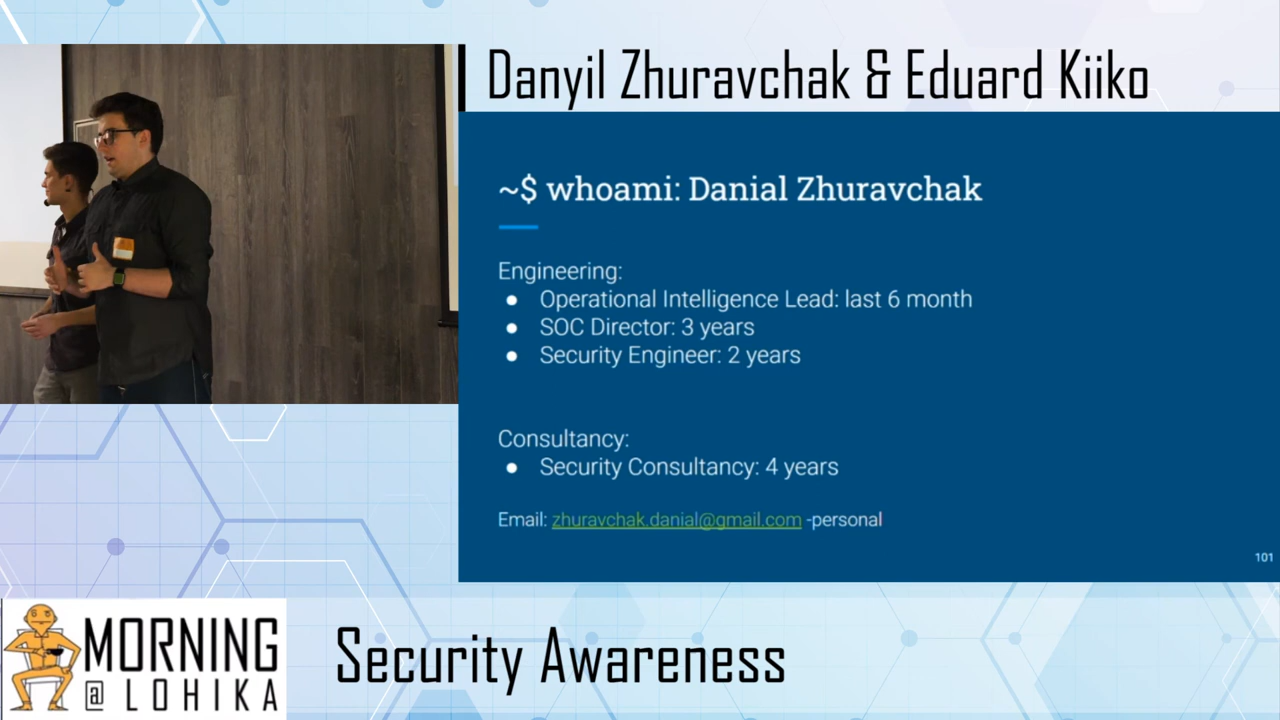 Danyil Zhuravchak & Eduard Kiiko
~$ whoami: Danial Zhuravchak
Engineering:
● Operational Intelligence Lead: last 6 month
● SOC Director: 3 years
● Security Engineer: 2 years
Consultancy:
● Security Consultancy: 4 years
Email: zhuravchak.danial@gmail.com -personal
101
MORNING
@ LOHIKA
Security Awareness